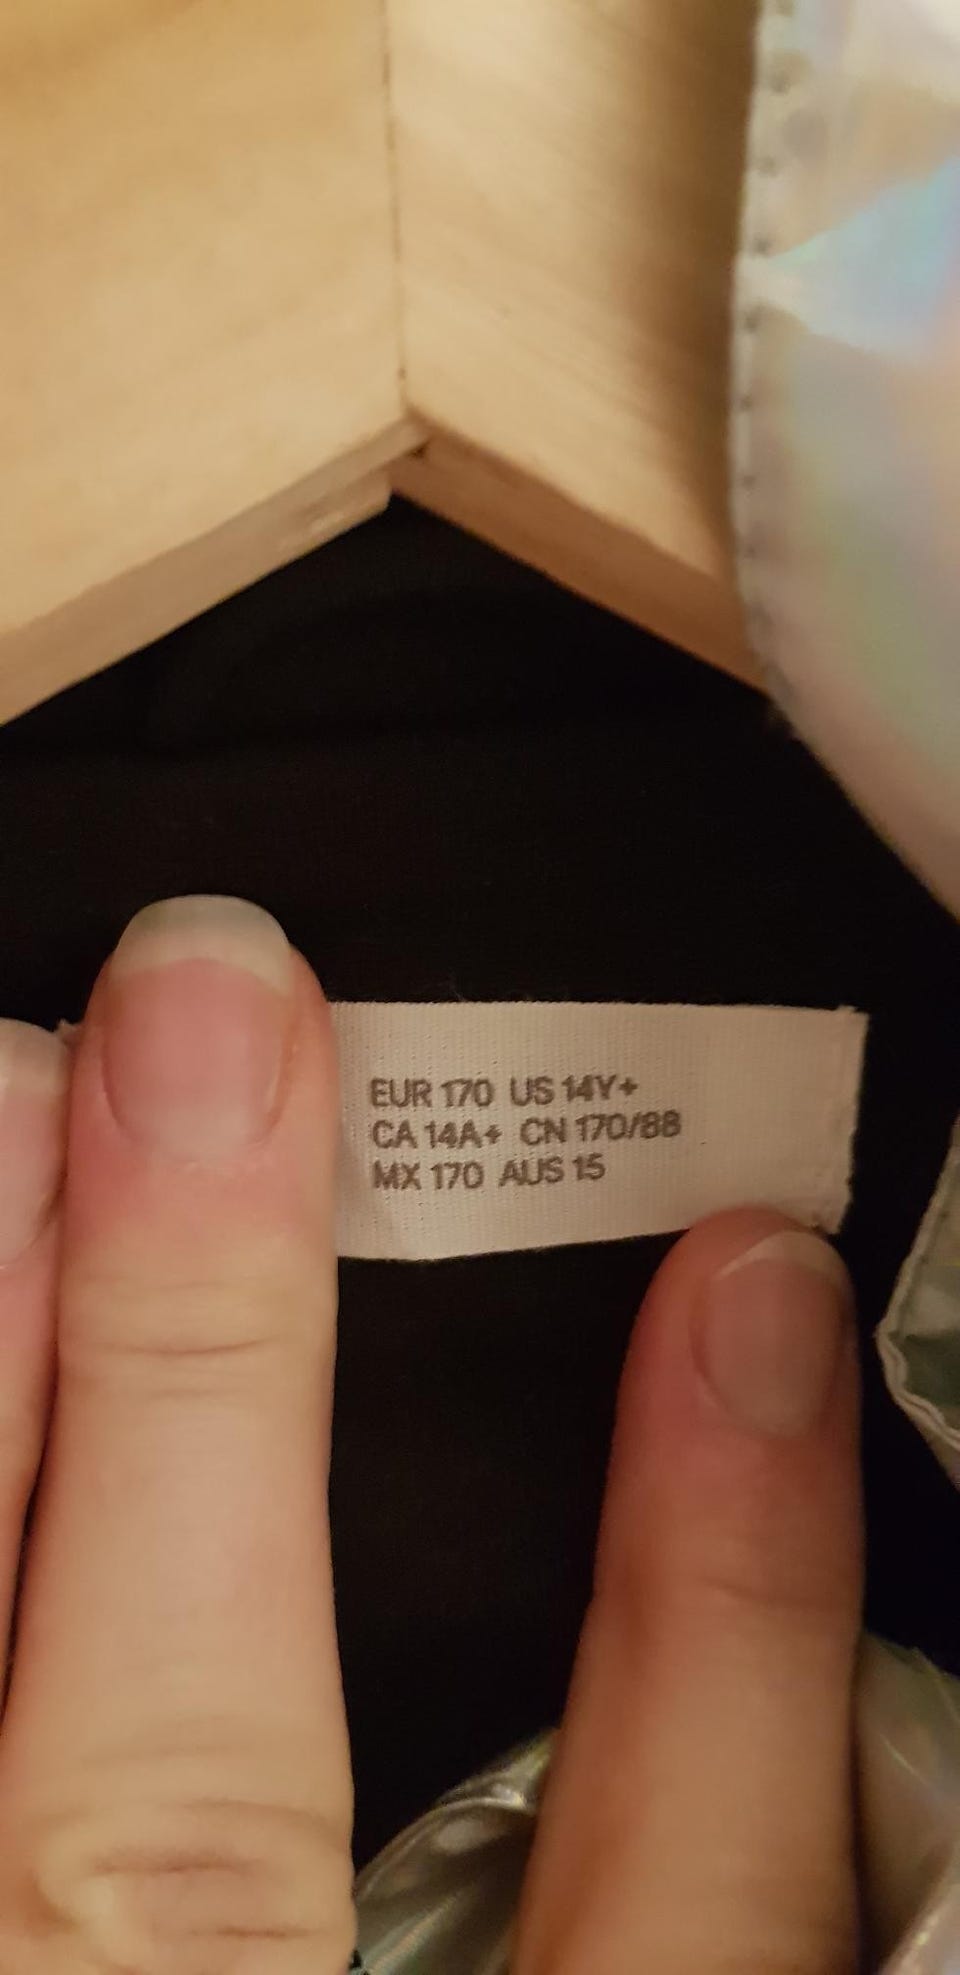 EUR 170 US 14Y+
CA 14A+ CN 170/88
MX 170 AUS 15